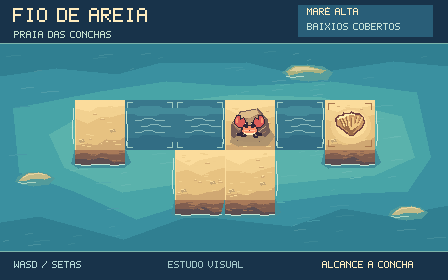 FIO DE AREIA
PRAIA DAS CONCHAS
MARÉ ALTA
BAIXIOS COBERTOS
WASD / SETAS
ESTUDO VISUAL
ALCANCE A CONCHA